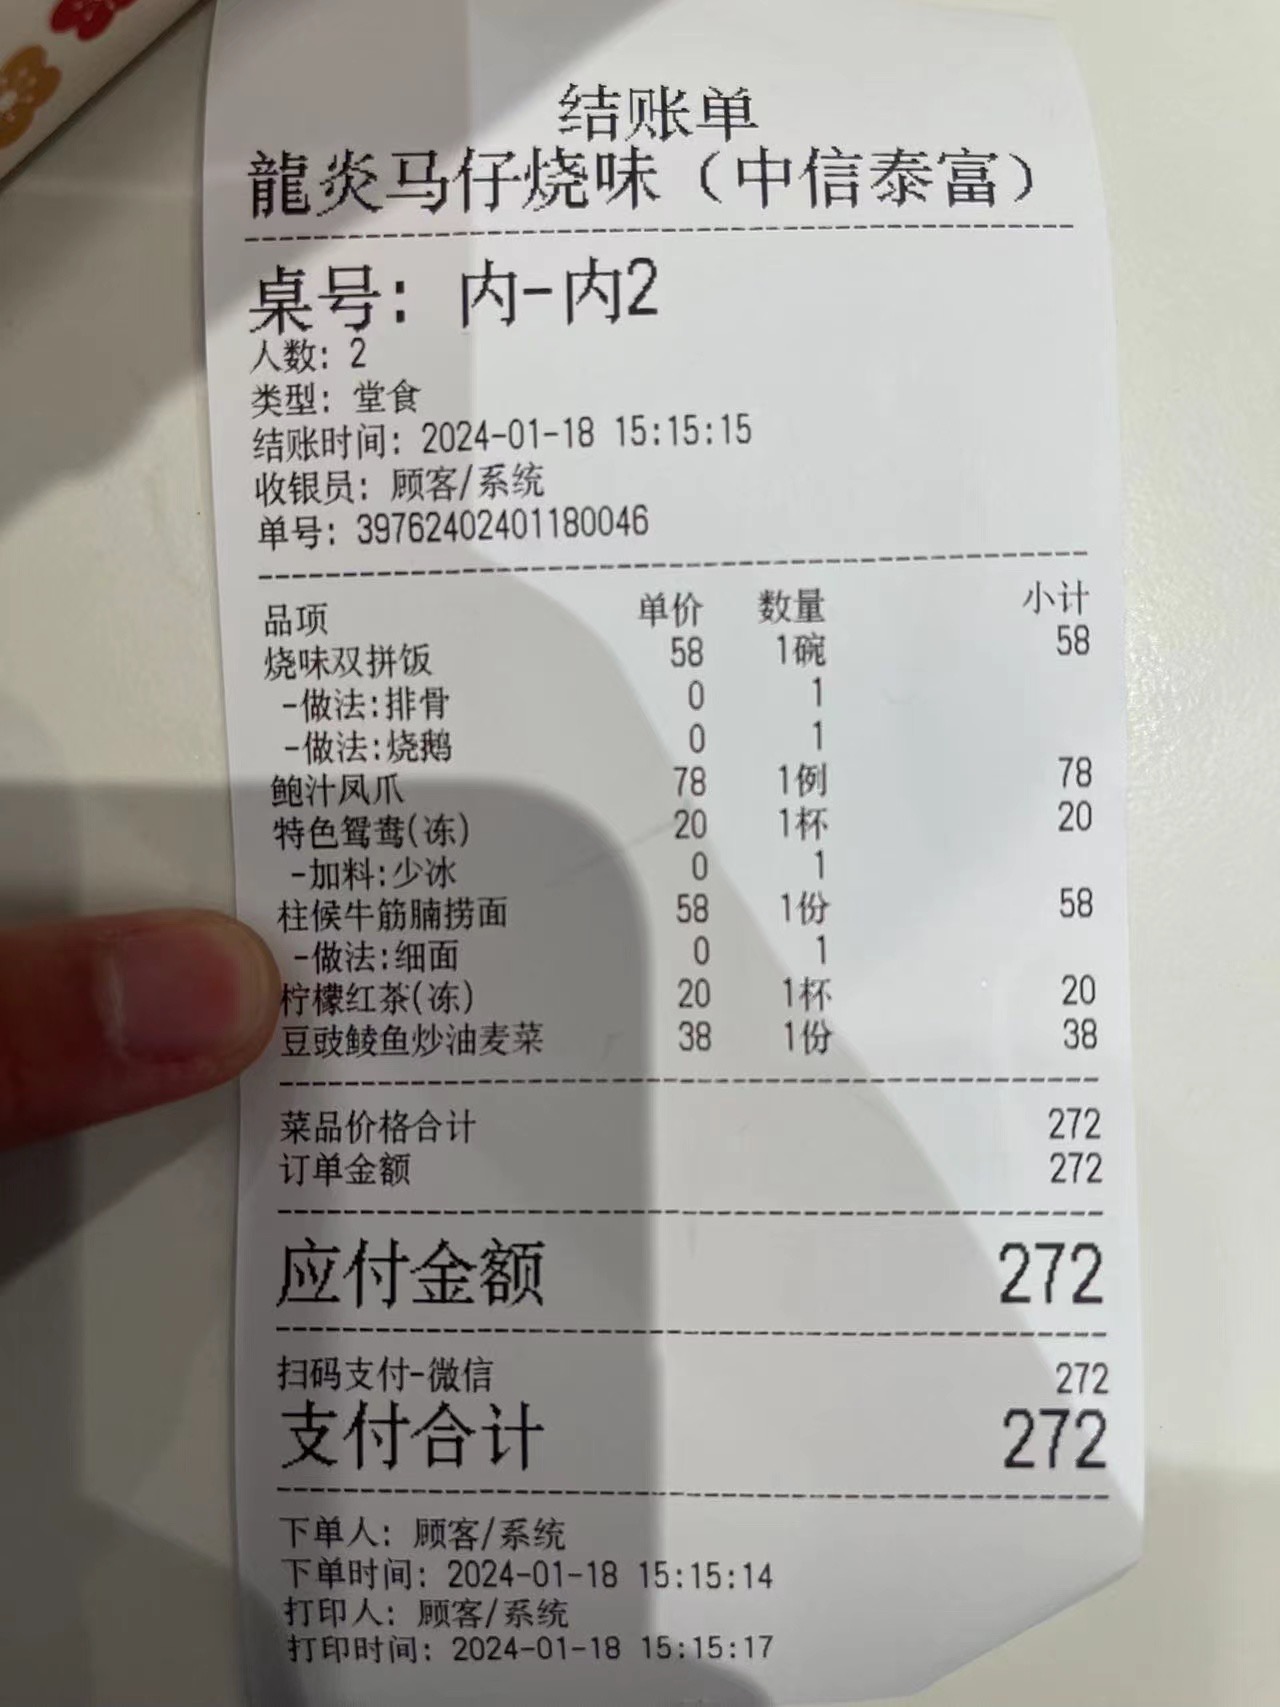 结账单
龍炎马仔烧味（中信泰富）
桌号: 内-内2
人数: 2
类型: 堂食
结账时间: 2024-01-18 15:15:15
收银员: 顾客/系统
单号: 39762402401180046
品项 单价 数量 小计
烧味双拼饭 58 1碗 58
-做法:排骨 0 1
-做法:烧鹅 0 1
鲍汁凤爪 78 1例 78
特色鸳鸯(冻) 20 1杯 20
-加料:少冰 0 1
柱候牛筋腩捞面 58 1份 58
-做法:细面 0 1
柠檬红茶(冻) 20 1杯 20
豆豉鲮鱼炒油麦菜 38 1份 38
菜品价格合计 272
订单金额 272
应付金额 272
扫码支付-微信 272
支付合计 272
下单人: 顾客/系统
下单时间: 2024-01-18 15:15:14
打印人: 顾客/系统
打印时间: 2024-01-18 15:15:17